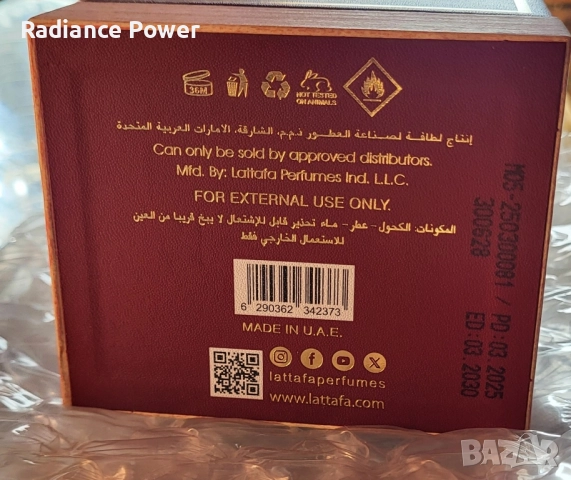 Radiance Power
36M
NOT TESTED
ON ANIMALS
إنتاج لطافة لصناعة العطور ذ.م.م. الشارقة، الامارات العربية المتحدة
Can only be sold by approved distributors.
Mfd. By: Lattafa Perfumes Ind. L.L.C.
FOR EXTERNAL USE ONLY.
المكونات: الكحول - عطر - ماء تحذير قابل للإشتعال لا يبخ قريبا من العين
للاستعمال الخارجي فقط
6 290362 342373
MADE IN U.A.E.
lattafaperfumes
www.lattafa.com
M05-250300081 / PD:03.2025
300628 ED:03.2030
BAZAR